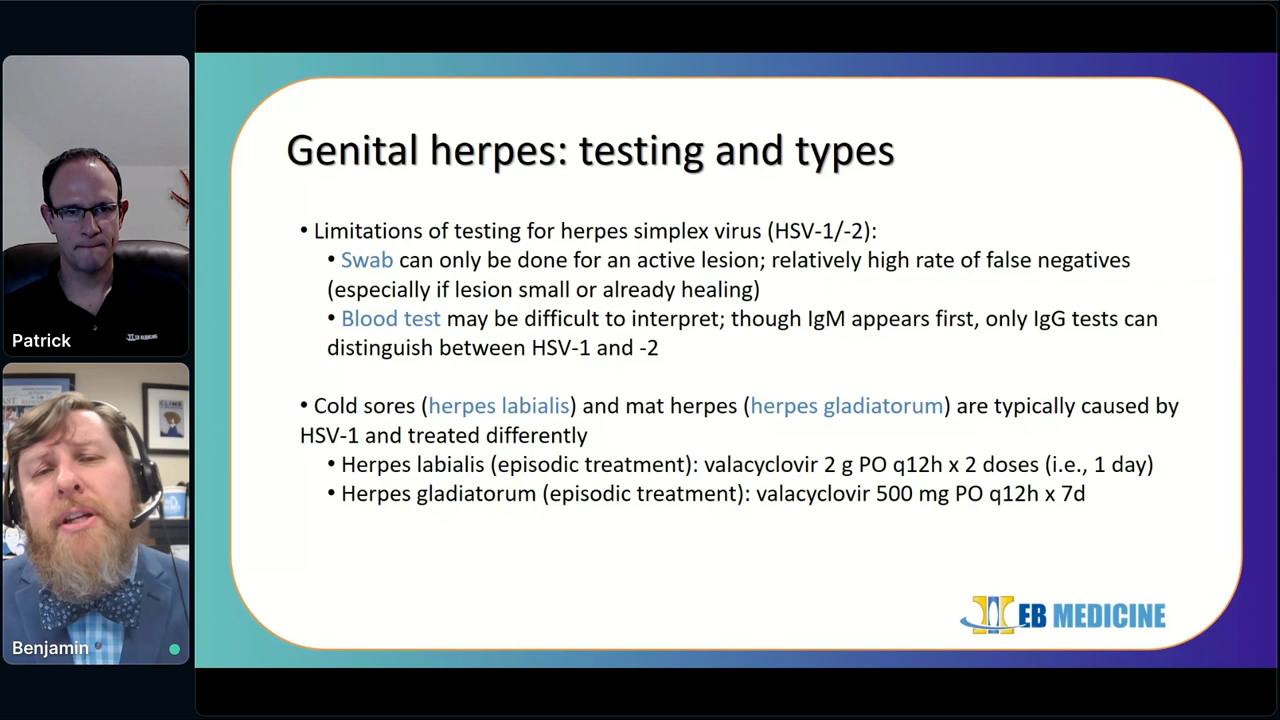 Genital herpes: testing and types
• Limitations of testing for herpes simplex virus (HSV-1/-2):
• Swab can only be done for an active lesion; relatively high rate of false negatives
(especially if lesion small or already healing)
• Blood test may be difficult to interpret; though IgM appears first, only IgG tests can
distinguish between HSV-1 and -2
• Cold sores (herpes labialis) and mat herpes (herpes gladiatorum) are typically caused by
HSV-1 and treated differently
• Herpes labialis (episodic treatment): valacyclovir 2 g PO q12h x 2 doses (i.e., 1 day)
• Herpes gladiatorum (episodic treatment): valacyclovir 500 mg PO q12h x 7d
EB MEDICINE
Patrick
EB MEDICINE
CLIMB
Benjamin